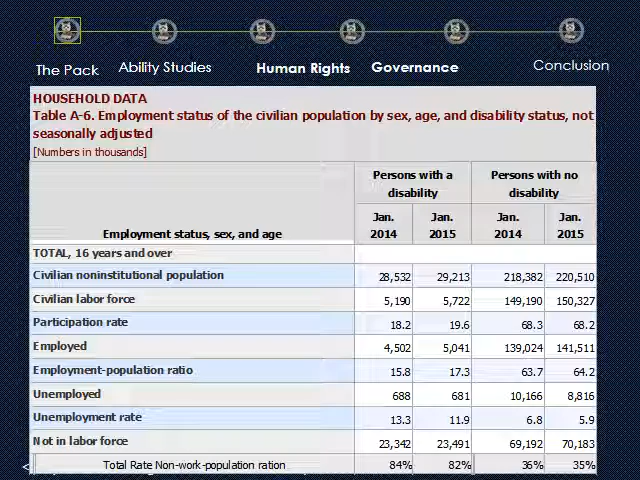 The Pack Ability Studies Human Rights Governance Conclusion
HOUSEHOLD DATA
Table A-6. Employment status of the civilian population by sex, age, and disability status, not
seasonally adjusted
[Numbers in thousands]
Persons with a disability Persons with no disability
Employment status, sex, and age Jan. 2014 Jan. 2015 Jan. 2014 Jan. 2015
TOTAL, 16 years and over
Civilian noninstitutional population 28,532 29,213 218,382 220,510
Civilian labor force 5,190 5,722 149,190 150,327
Participation rate 18.2 19.6 68.3 68.2
Employed 4,502 5,041 139,024 141,511
Employment-population ratio 15.8 17.3 63.7 64.2
Unemployed 688 681 10,166 8,816
Unemployment rate 13.3 11.9 6.8 5.9
Not in labor force 23,342 23,491 69,192 70,183
Total Rate Non-work-population ration 84% 82% 36% 35%